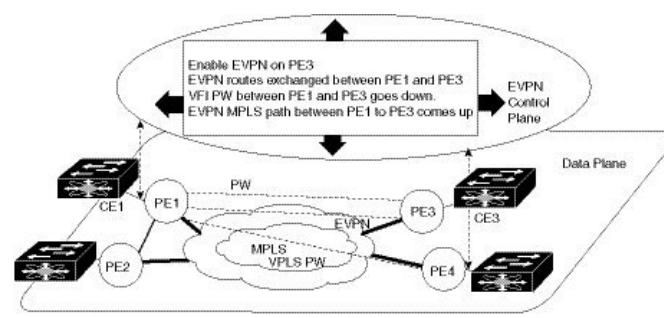 Enable EVPN on PE3
EVPN routes exchanged between PE1 and PE3
VFI PW between PE1 and PE3 goes down.
EVPN MPLS path between PE1 to PE3 comes up
EVPN
Control
Plane
Data Plane
PW
CE1
PE1
PE3
CE3
EVPN
MPLS
VPLS PW
PE2
PE4